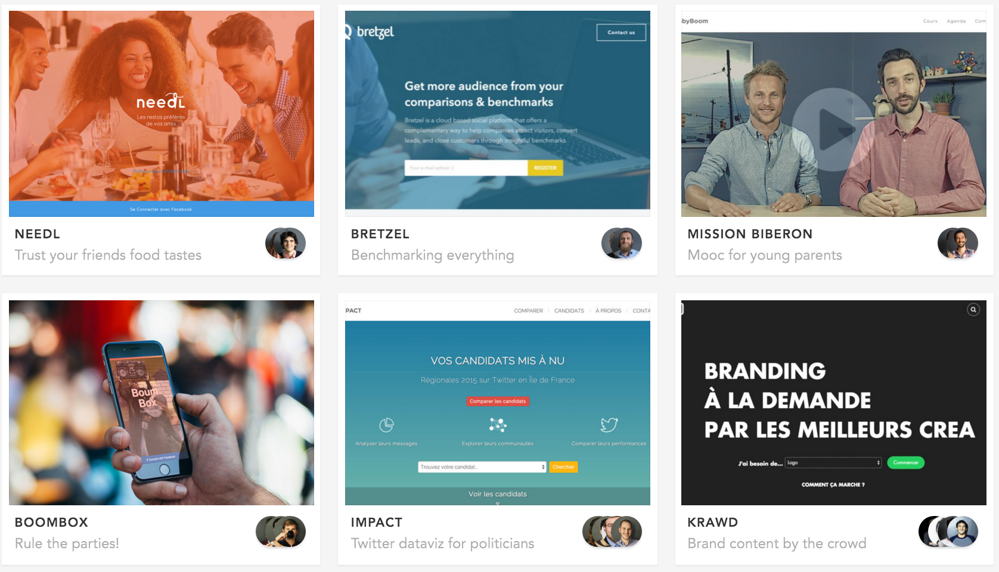 needl
Les restos préférés
de vos amis
Se Connecter avec Facebook
NEEDL
Trust your friends food tastes
bretzel
Contact us
Get more audience from your
comparisons & benchmarks
Bretzel is a cloud based social platform that offers a
complementary way to help companies attract visitors, convert
leads, and close customers through insightful benchmarks.
Your e-mail adress :)
REGISTER
BRETZEL
Benchmarking everything
byBoom
Cours Agenda Com
MISSION BIBERON
Mooc for young parents
Boum
Box
Connect with Facebook
BOOMBOX
Rule the parties!
PACT
COMPARER CANDIDATS À PROPOS CONTA
VOS CANDIDATS MIS À NU
Régionales 2015 sur Twitter en Île de France
Comparer les candidats
Analyser leurs messages Explorer leurs communautés Comparer leurs performances
Trouvez votre candidat... Chercher
Voir les candidats
IMPACT
Twitter dataviz for politicians
BRANDING
À LA DEMANDE
PAR LES MEILLEURS CREA
J'ai besoin de... Logo Commencer
COMMENT ÇA MARCHE ?
KRAWD
Brand content by the crowd